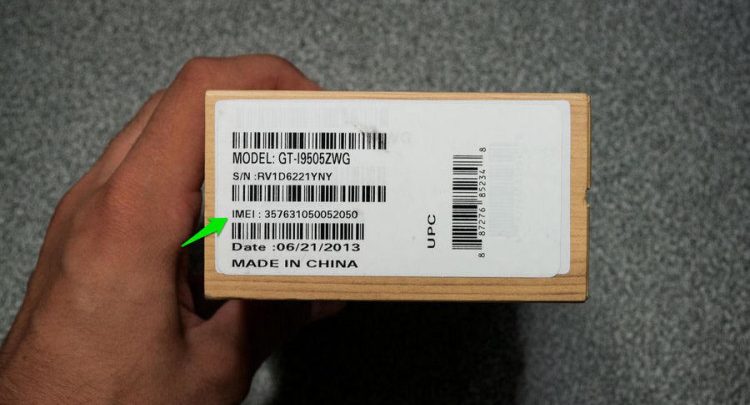 MODEL: GT-I9505ZWG
S/N :RV1D6221YNY
IMEI : 357631050052050
Date :06/21/2013
MADE IN CHINA
UPC
8 87276 85234 8